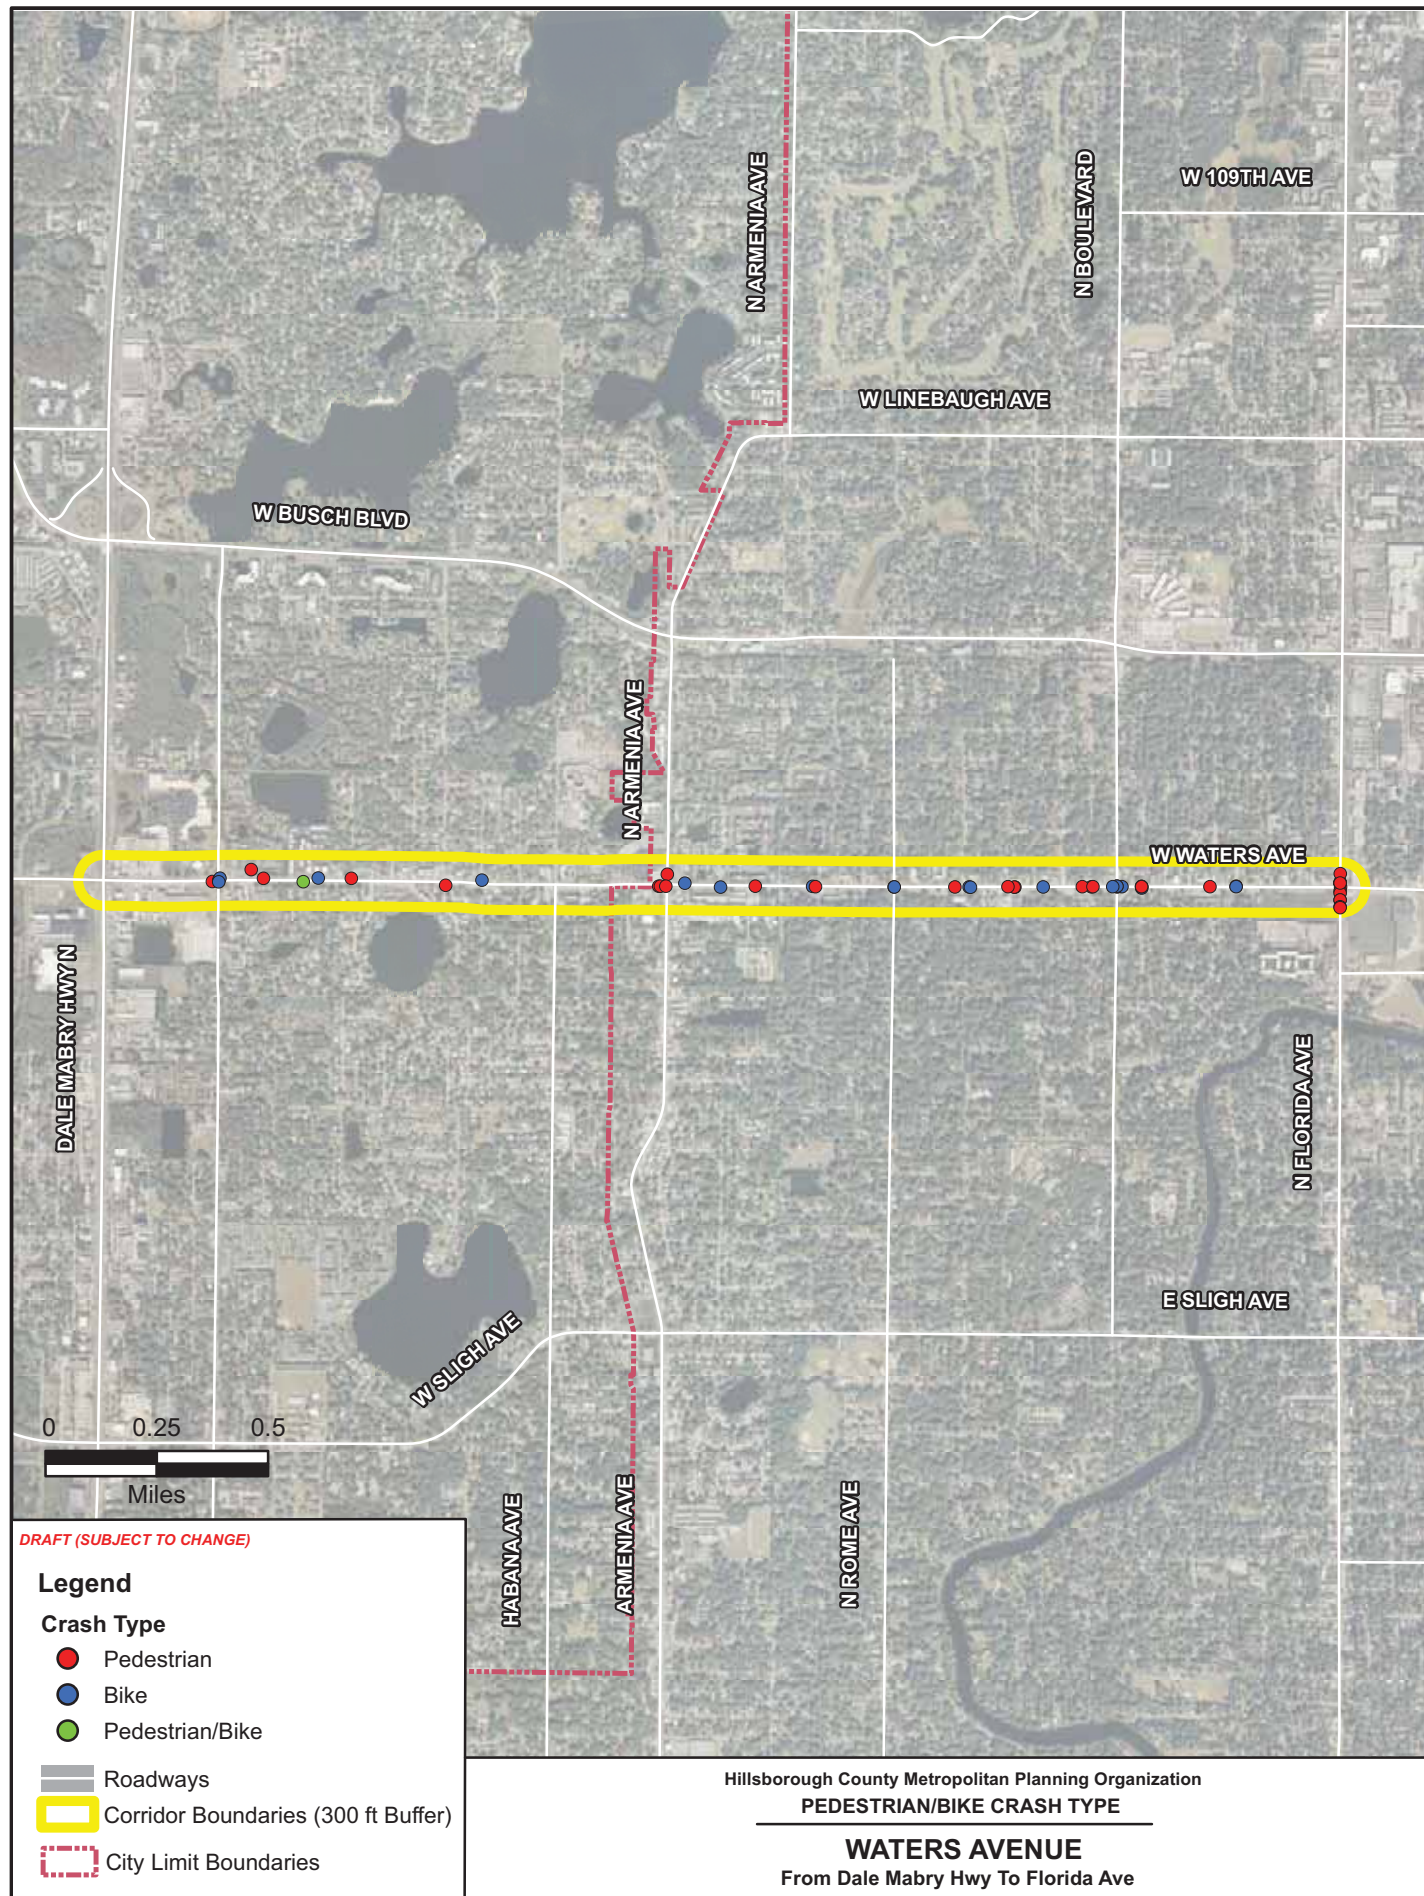 N ARMENIA AVE
N BOULEVARD
W 109TH AVE
W LINEBAUGH AVE
W BUSCH BLVD
N ARMENIA AVE
W WATERS AVE
DALE MABRY HWY N
N FLORIDA AVE
E SLIGH AVE
W SLIGH AVE
0 0.25 0.5
Miles
HABANA AVE
ARMENIA AVE
N ROME AVE
DRAFT (SUBJECT TO CHANGE)
Legend
Crash Type
Pedestrian
Bike
Pedestrian/Bike
Roadways
Corridor Boundaries (300 ft Buffer)
City Limit Boundaries
Hillsborough County Metropolitan Planning Organization
PEDESTRIAN/BIKE CRASH TYPE
WATERS AVENUE
From Dale Mabry Hwy To Florida Ave